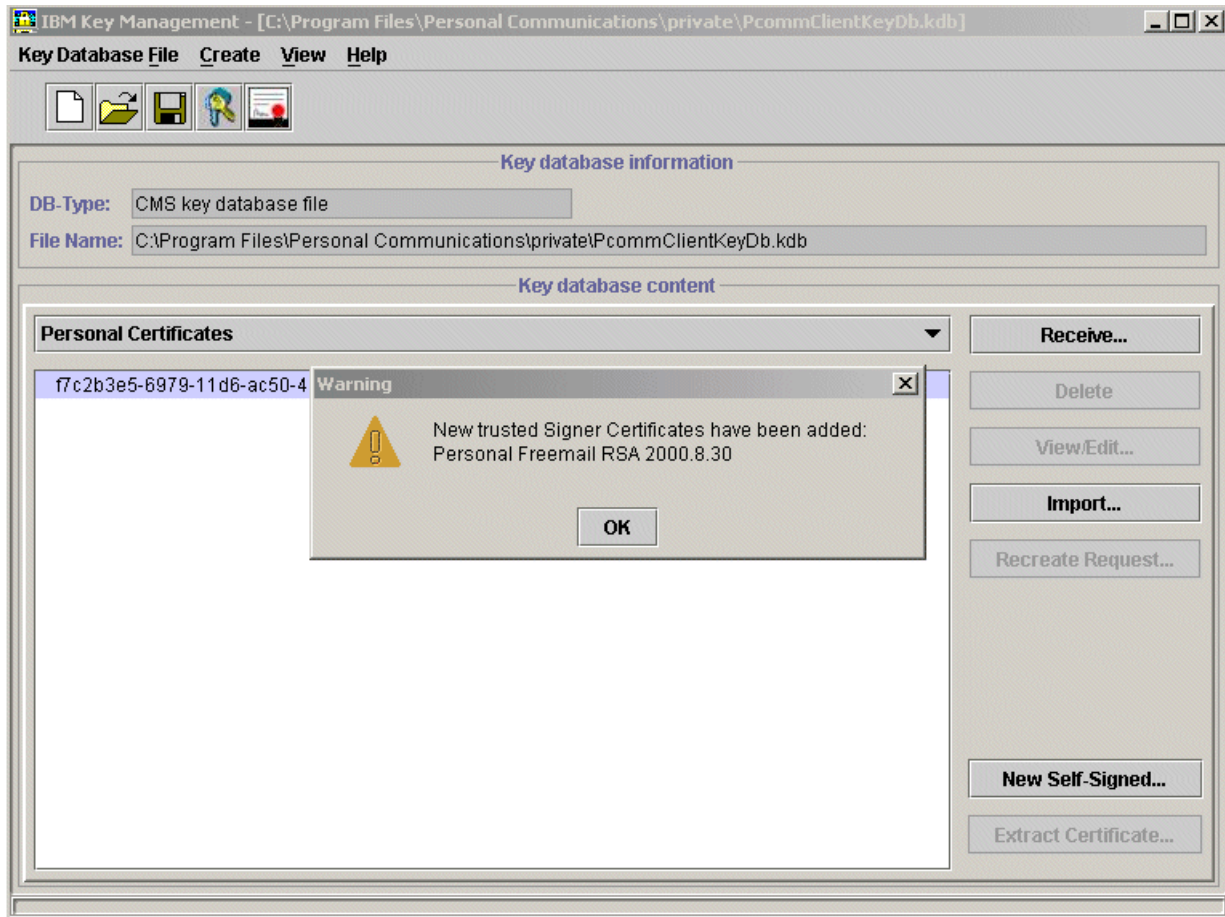 IBM Key Management - [C:\Program Files\Personal Communications\private\PcommClientKeyDb.kdb]
Key Database File Create View Help
Key database information
DB-Type: CMS key database file
File Name: C:\Program Files\Personal Communications\private\PcommClientKeyDb.kdb
Key database content
Personal Certificates
Receive...
f7c2b3e5-6979-11d6-ac50-4
Warning
New trusted Signer Certificates have been added:
Personal Freemail RSA 2000.8.30
OK
Delete
View/Edit...
Import...
Recreate Request...
New Self-Signed...
Extract Certificate...